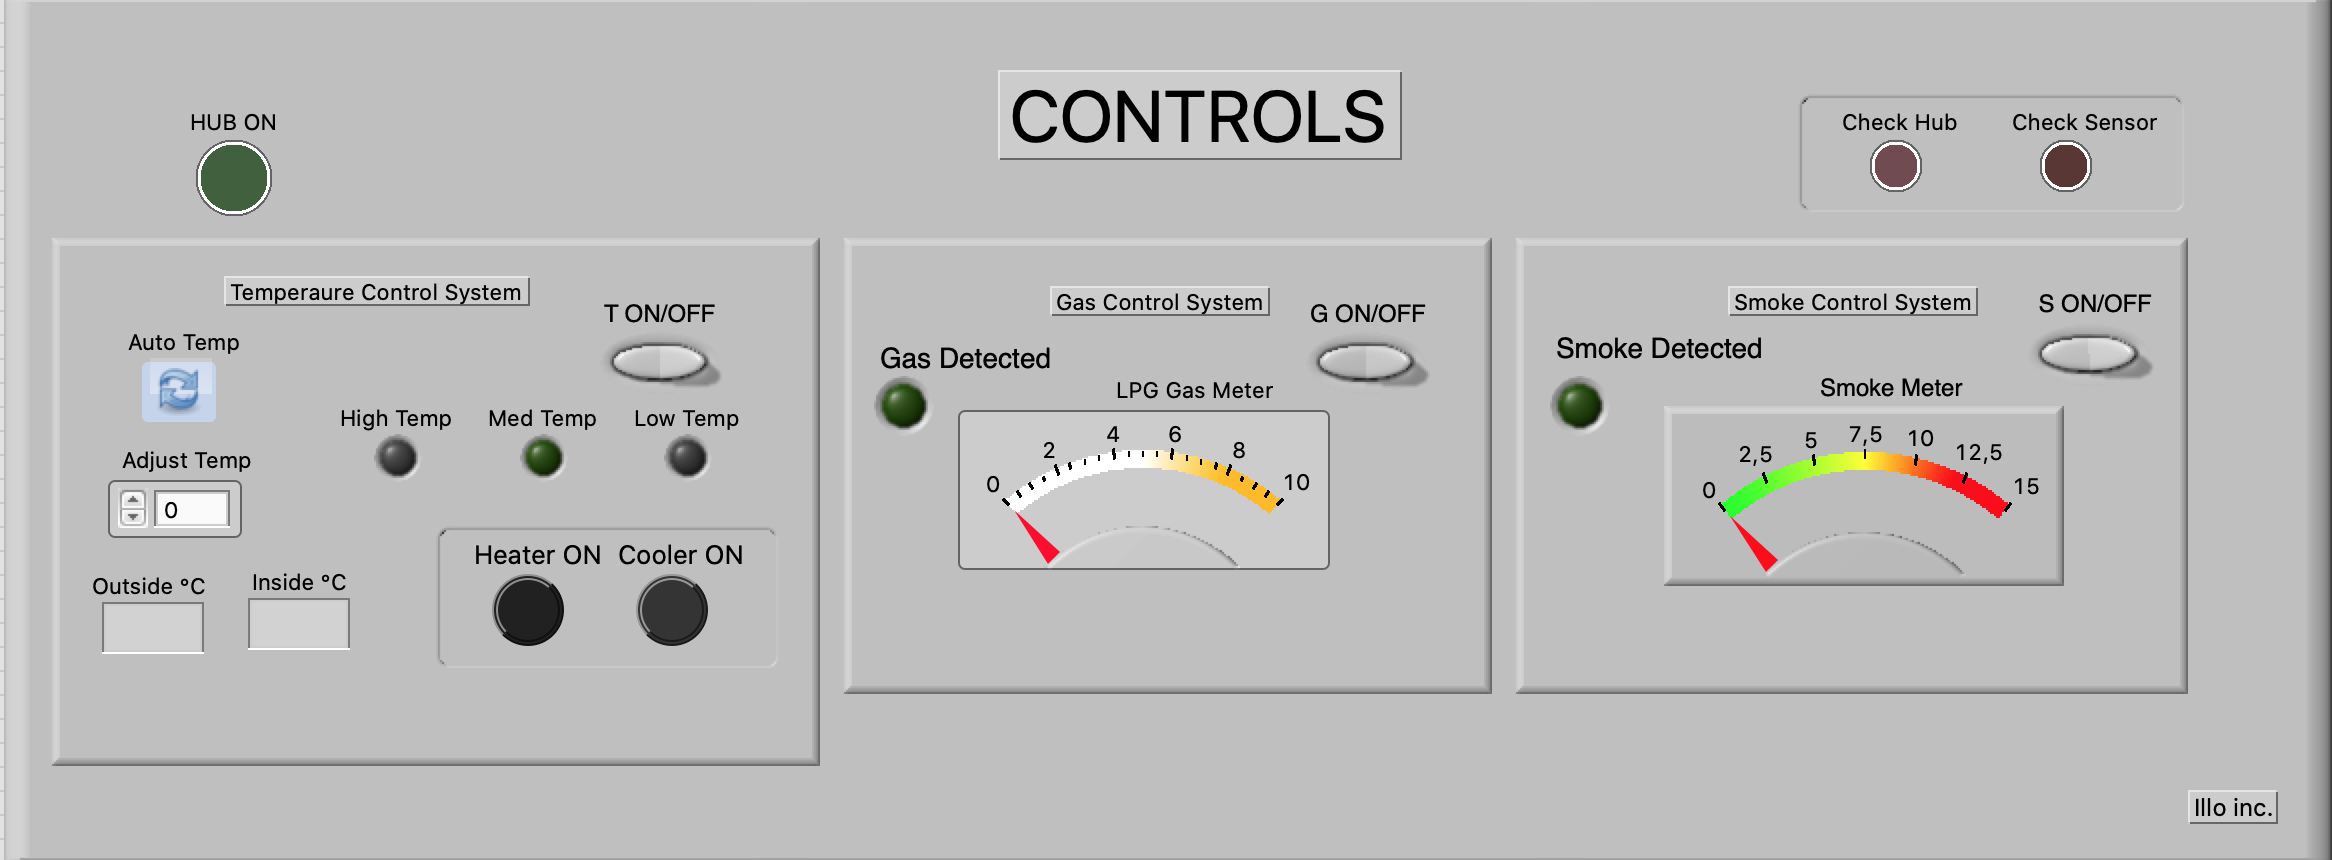 CONTROLS
HUB ON
Check Hub
Check Sensor
Temperaure Control System
T ON/OFF
Auto Temp
High Temp
Med Temp
Low Temp
Adjust Temp
0
Outside °C
Inside °C
Heater ON
Cooler ON
Gas Control System
G ON/OFF
Gas Detected
LPG Gas Meter
0 2 4 6 8 10
Smoke Control System
S ON/OFF
Smoke Detected
Smoke Meter
0 2,5 5 7,5 10 12,5 15
Illo inc.